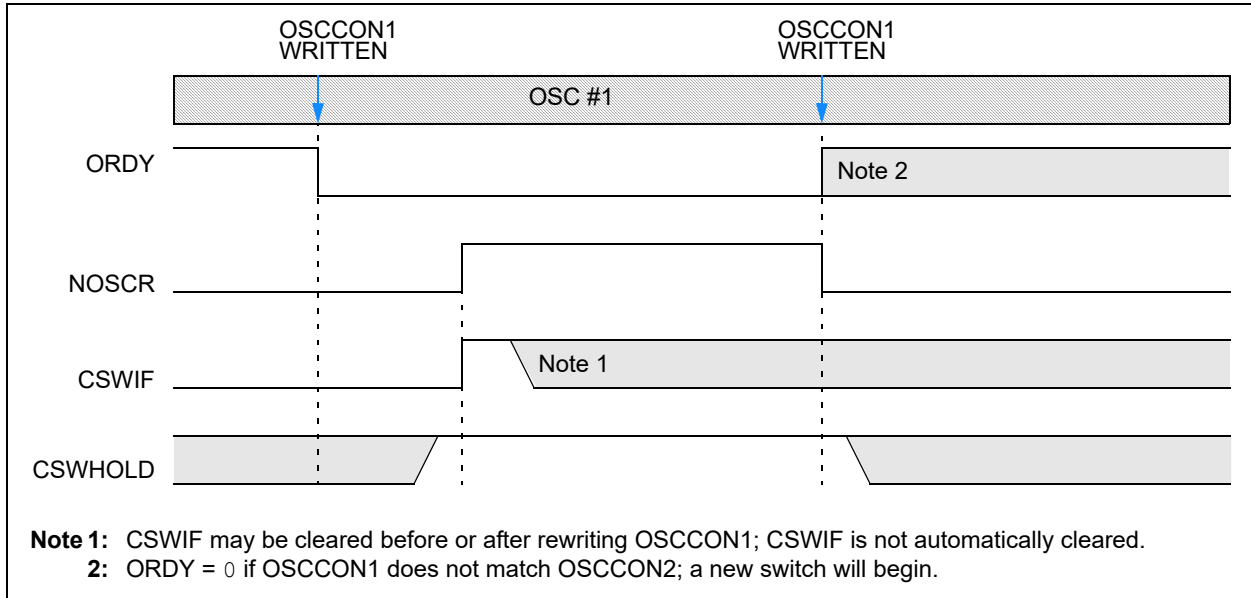 OSCCON1 OSCCON1
WRITTEN WRITTEN
OSC #1
ORDY Note 2
NOSCR
CSWIF Note 1
CSWHOLD
Note 1: CSWIF may be cleared before or after rewriting OSCCON1; CSWIF is not automatically cleared.
2: ORDY = 0 if OSCCON1 does not match OSCCON2; a new switch will begin.